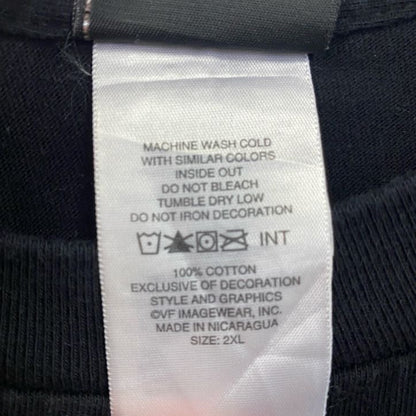 MACHINE WASH COLD
WITH SIMILAR COLORS
INSIDE OUT
DO NOT BLEACH
TUMBLE DRY LOW
DO NOT IRON DECORATION
INT
100% COTTON
EXCLUSIVE OF DECORATION
STYLE AND GRAPHICS
©VF IMAGEWEAR, INC.
MADE IN NICARAGUA
SIZE: 2XL